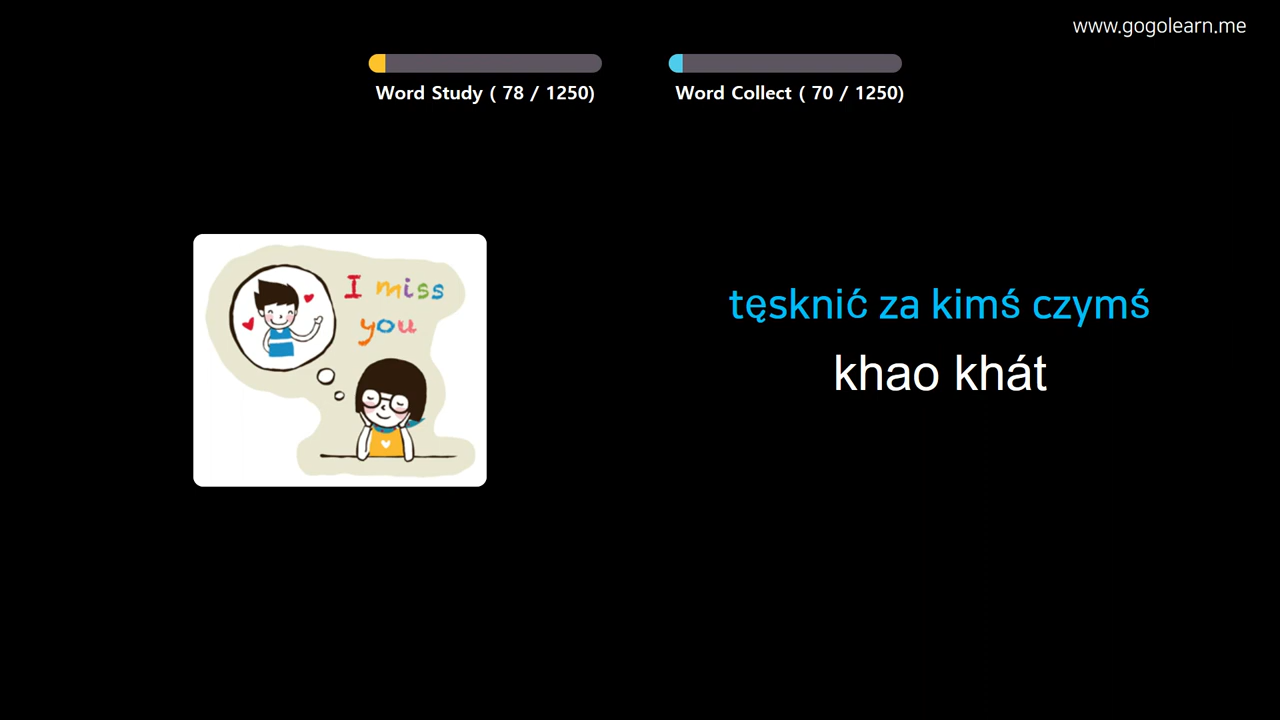 www.gogolearn.me
Word Study ( 78 / 1250)
Word Collect ( 70 / 1250)
I miss
you
tęsknić za kimś czymś
khao khát